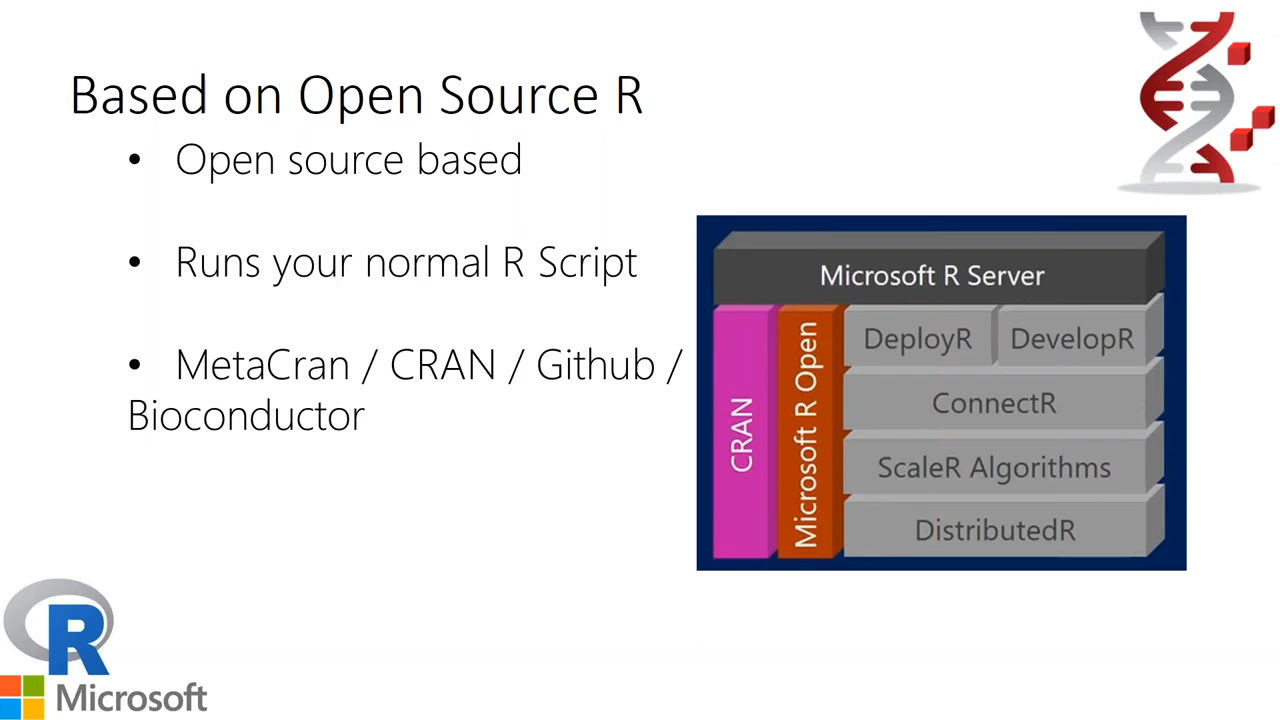 Based on Open Source R
• Open source based
• Runs your normal R Script
• MetaCran / CRAN / Github /
Bioconductor
Microsoft R Server
CRAN
Microsoft R Open
DeployR
DevelopR
ConnectR
ScaleR Algorithms
DistributedR
R
Microsoft